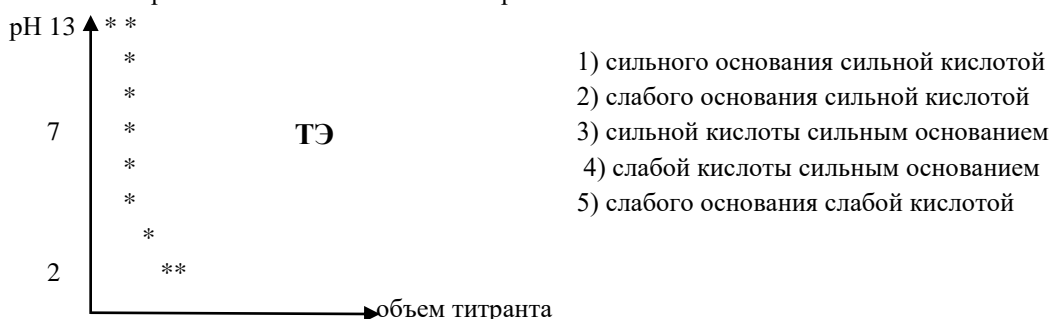 рН 13 * *
*
*
7 * ТЭ
*
*
*
2 **
объем титранта
1) сильного основания сильной кислотой
2) слабого основания сильной кислотой
3) сильной кислоты сильным основанием
4) слабой кислоты сильным основанием
5) слабого основания слабой кислотой